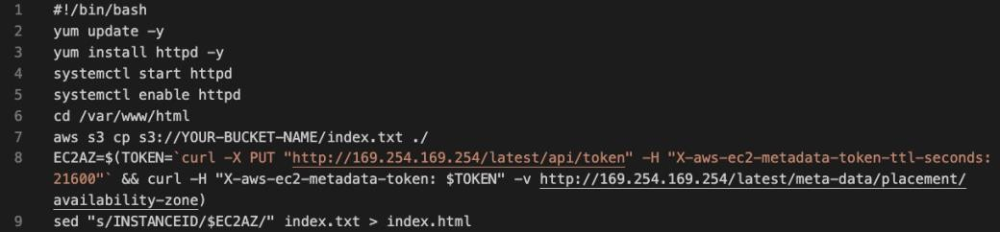 1 #!/bin/bash
2 yum update -y
3 yum install httpd -y
4 systemctl start httpd
5 systemctl enable httpd
6 cd /var/www/html
7 aws s3 cp s3://YOUR-BUCKET-NAME/index.txt ./
8 EC2AZ=$(TOKEN=`curl -X PUT "http://169.254.169.254/latest/api/token" -H "X-aws-ec2-metadata-token-ttl-seconds:
21600"` && curl -H "X-aws-ec2-metadata-token: $TOKEN" -v http://169.254.169.254/latest/meta-data/placement/
availability-zone)
9 sed "s/INSTANCEID/$EC2AZ/" index.txt > index.html